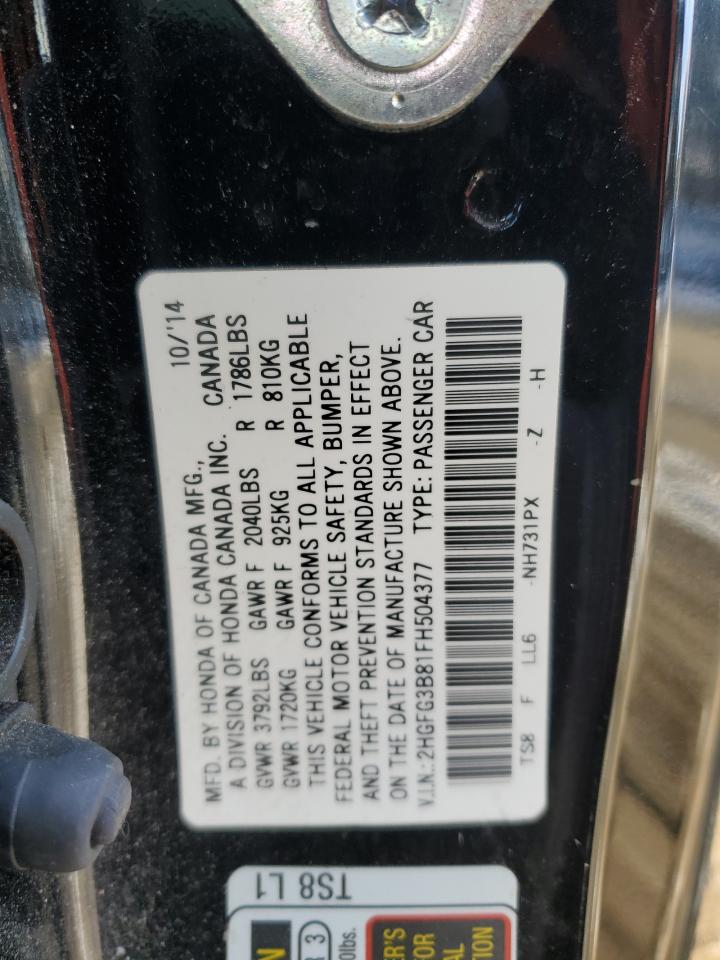 MFD. BY HONDA OF CANADA MFG., 10/'14
A DIVISION OF HONDA CANADA INC. CANADA
GVWR 3792LBS GAWR F 2040LBS R 1786LBS
GVWR 1720KG GAWR F 925KG R 810KG
THIS VEHICLE CONFORMS TO ALL APPLICABLE
FEDERAL MOTOR VEHICLE SAFETY, BUMPER,
AND THEFT PREVENTION STANDARDS IN EFFECT
ON THE DATE OF MANUFACTURE SHOWN ABOVE.
V.I.N.: 2HGFG3B81FH504377 TYPE: PASSENGER CAR
TS8 F LL6 -NH731PX -Z -H
TS8 L1